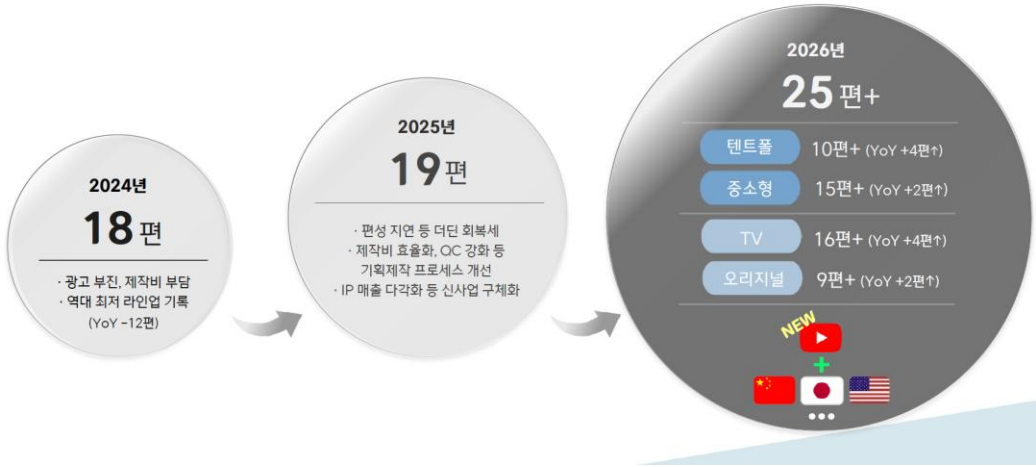 2024년
18 편
· 광고 부진, 제작비 부담
· 역대 최저 라인업 기록
(YoY -12편)
2025년
19 편
· 편성 지연 등 더딘 회복세
· 제작비 효율화, QC 강화 등
기획제작 프로세스 개선
· IP 매출 다각화 등 신사업 구체화
2026년
25 편+
텐트폴 10편+ (YoY +4편↑)
중소형 15편+ (YoY +2편↑)
TV 16편+ (YoY +4편↑)
오리지널 9편+ (YoY +2편↑)
NEW
+
•••